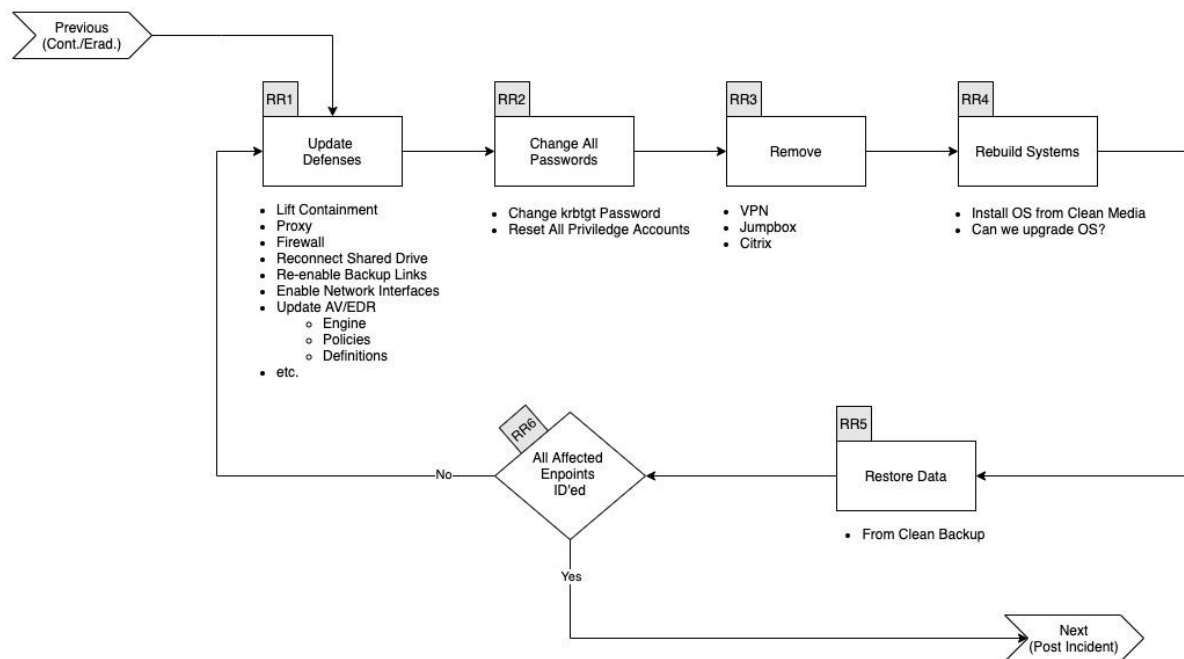 Previous
(Cont./Erad.)
RR1
Update
Defenses
• Lift Containment
• Proxy
• Firewall
• Reconnect Shared Drive
• Re-enable Backup Links
• Enable Network Interfaces
• Update AV/EDR
○ Engine
○ Policies
○ Definitions
• etc.
RR2
Change All
Passwords
• Change krbtgt Password
• Reset All Priviledge Accounts
RR3
Remove
• VPN
• Jumpbox
• Citrix
RR4
Rebuild Systems
• Install OS from Clean Media
• Can we upgrade OS?
RR5
Restore Data
• From Clean Backup
RR6
All Affected
Enpoints
ID'ed
No
Yes
Next
(Post Incident)